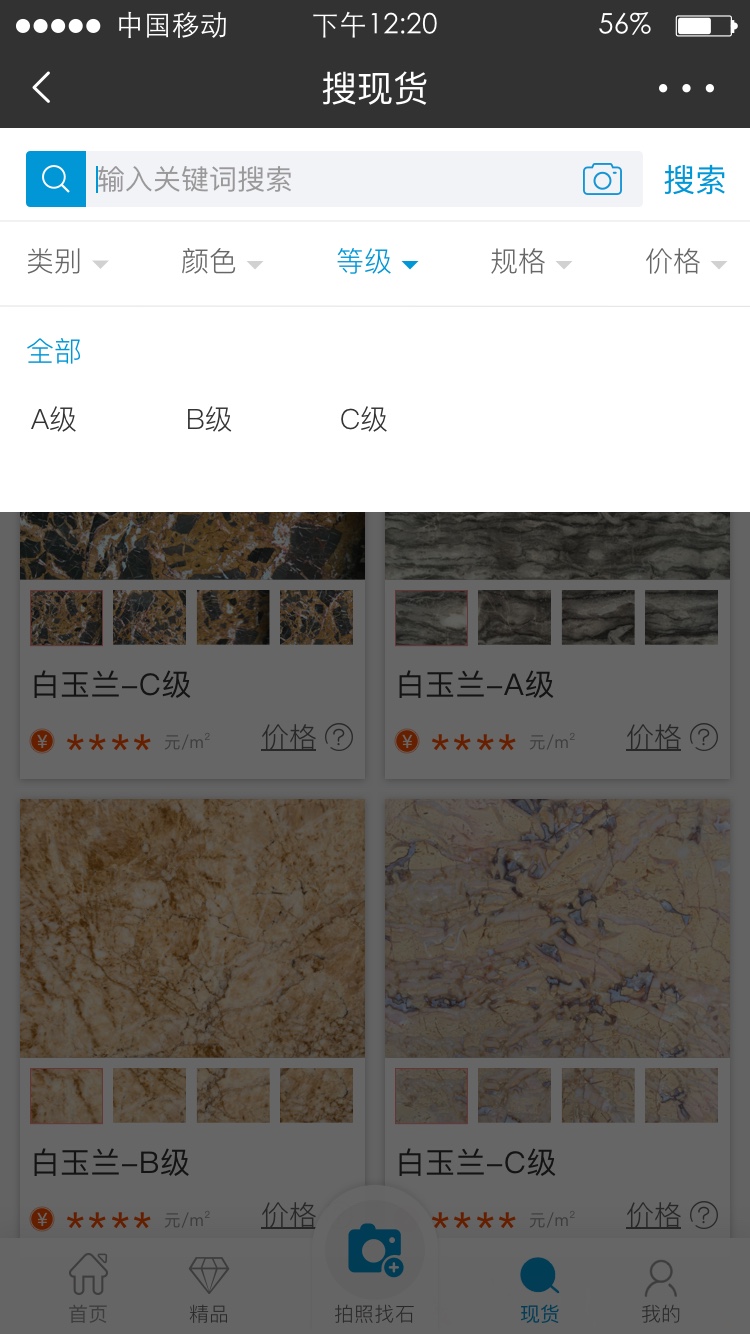 中国移动 下午12:20 56%
搜现货
输入关键词搜索 搜索
类别 颜色 等级 规格 价格
全部
A级 B级 C级
白玉兰-C级 白玉兰-A级
¥ **** 元/m² 价格 ? ¥ **** 元/m² 价格 ?
白玉兰-B级 白玉兰-C级
¥ **** 元/m² 价格 **** 元/m² 价格 ?
首页 精品 拍照找石 现货 我的